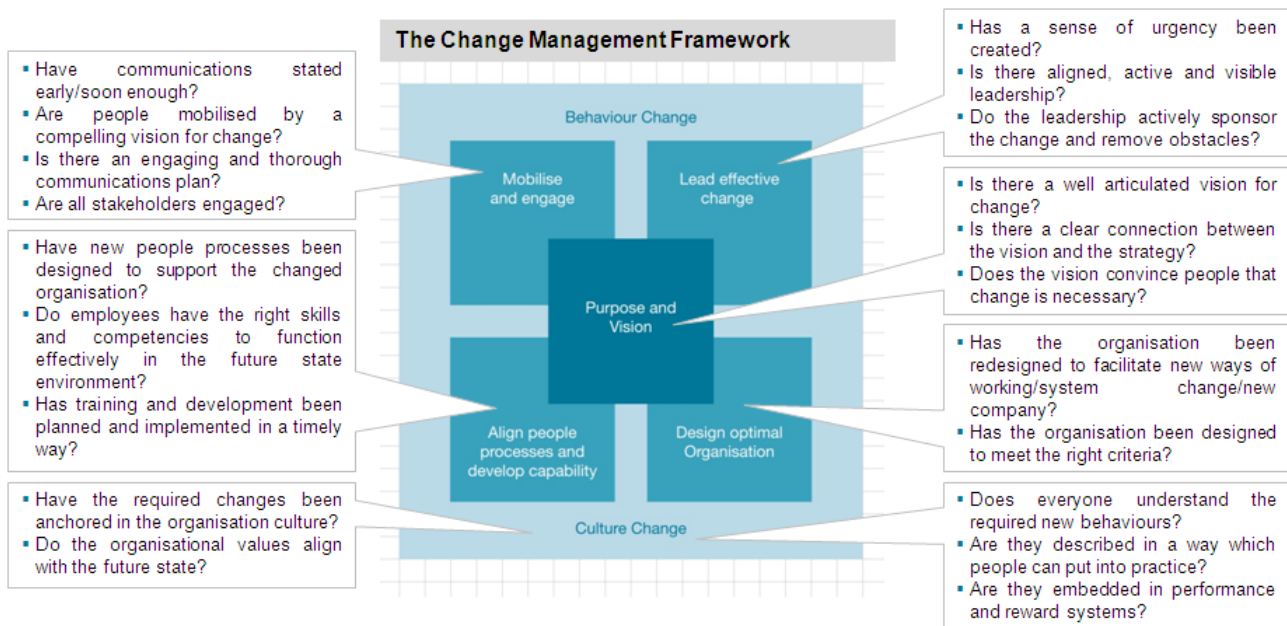 The Change Management Framework
▪ Have communications stated
early/soon enough?
▪ Are people mobilised by a
compelling vision for change?
▪ Is there an engaging and thorough
communications plan?
▪ Are all stakeholders engaged?
▪ Have new people processes been
designed to support the changed
organisation?
▪ Do employees have the right skills
and competencies to function
effectively in the future state
environment?
▪ Has training and development been
planned and implemented in a timely
way?
▪ Have the required changes been
anchored in the organisation culture?
▪ Do the organisational values align
with the future state?
Behaviour Change
Mobilise
and engage
Lead effective
change
Purpose and
Vision
Align people
processes and
develop capability
Design optimal
Organisation
Culture Change
▪ Has a sense of urgency been
created?
▪ Is there aligned, active and visible
leadership?
▪ Do the leadership actively sponsor
the change and remove obstacles?
▪ Is there a well articulated vision for
change?
▪ Is there a clear connection between
the vision and the strategy?
▪ Does the vision convince people that
change is necessary?
▪ Has the organisation been
redesigned to facilitate new ways of
working/system change/new
company?
▪ Has the organisation been designed
to meet the right criteria?
▪ Does everyone understand the
required new behaviours?
▪ Are they described in a way which
people can put into practice?
▪ Are they embedded in performance
and reward systems?